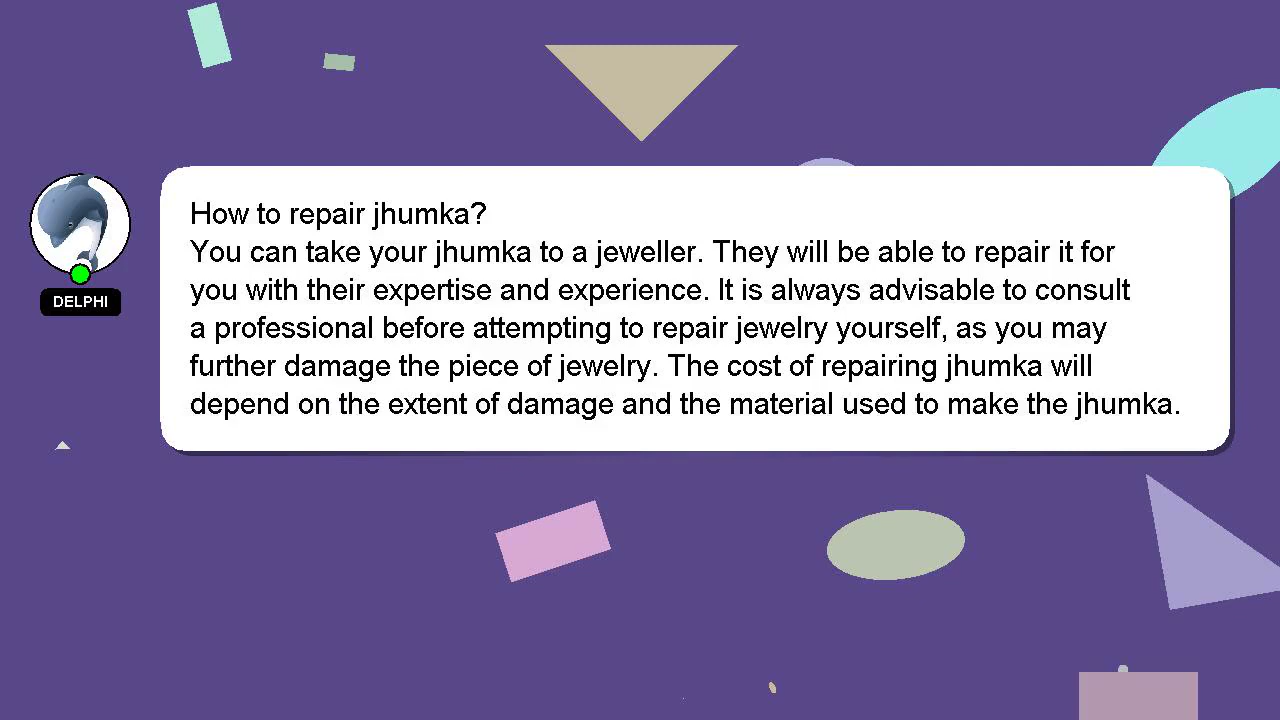 How to repair jhumka?
You can take your jhumka to a jeweller. They will be able to repair it for
you with their expertise and experience. It is always advisable to consult
a professional before attempting to repair jewelry yourself, as you may
further damage the piece of jewelry. The cost of repairing jhumka will
depend on the extent of damage and the material used to make the jhumka.
DELPHI